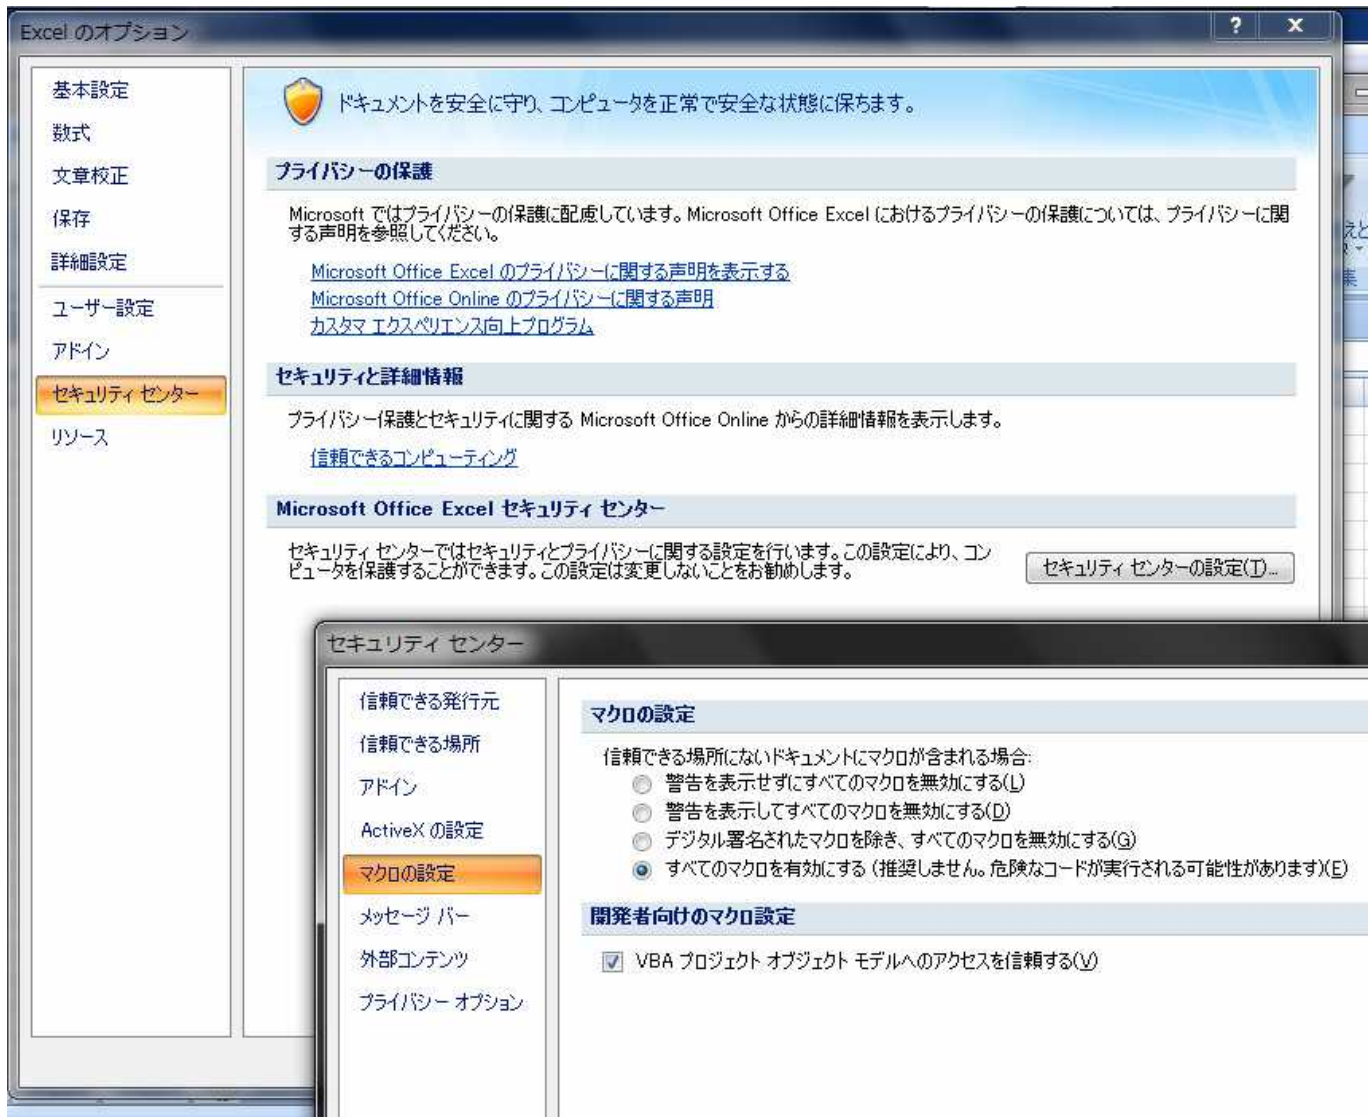 Excel のオプション
?
x
基本設定
数式
文章校正
保存
詳細設定
ユーザー設定
アドイン
セキュリティ センター
リソース
ドキュメントを安全に守り、コンピュータを正常で安全な状態に保ちます。
プライバシーの保護
Microsoft ではプライバシーの保護に配慮しています。Microsoft Office Excel におけるプライバシーの保護については、プライバシーに関
する声明を参照してください。
Microsoft Office Excel のプライバシーに関する声明を表示する
Microsoft Office Online のプライバシーに関する声明
カスタマ エクスペリエンス向上プログラム
セキュリティと詳細情報
プライバシー保護とセキュリティに関する Microsoft Office Online からの詳細情報を表示します。
信頼できるコンピューティング
Microsoft Office Excel セキュリティ センター
セキュリティ センターではセキュリティとプライバシーに関する設定を行います。この設定により、コン
ピュータを保護することができます。この設定は変更しないことをお勧めします。
セキュリティ センターの設定(T)...
セキュリティ センター
信頼できる発行元
信頼できる場所
アドイン
ActiveX の設定
マクロの設定
メッセージ バー
外部コンテンツ
プライバシー オプション
マクロの設定
信頼できる場所にないドキュメントにマクロが含まれる場合:
警告を表示せずにすべてのマクロを無効にする(L)
警告を表示してすべてのマクロを無効にする(D)
デジタル署名されたマクロを除き、すべてのマクロを無効にする(G)
すべてのマクロを有効にする (推奨しません。危険なコードが実行される可能性があります)(E)
開発者向けのマクロ設定
VBA プロジェクト オブジェクト モデルへのアクセスを信頼する(V)